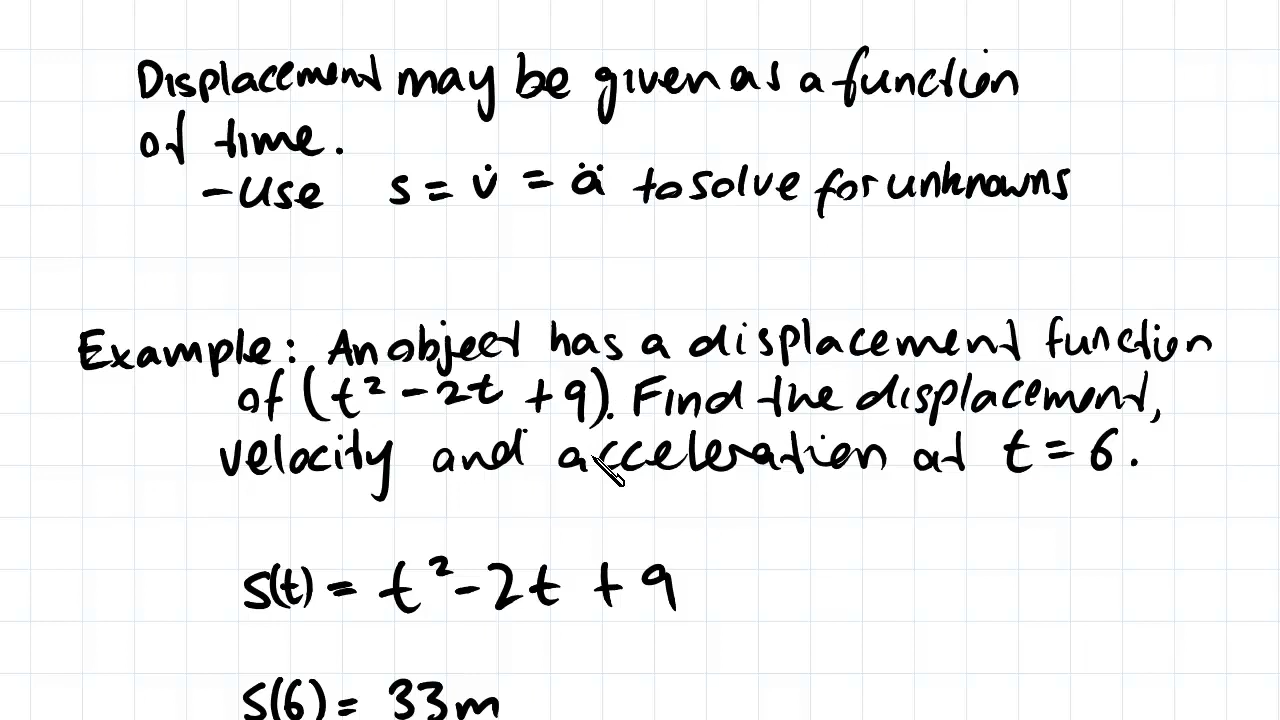 Displacement may be given as a function
of time.
- Use s = v̇ = ä to solve for unknowns
Example: An object has a displacement function
of (t² - 2t + 9). Find the displacement,
velocity and acceleration at t = 6.
s(t) = t² - 2t + 9
s(6) = 33m